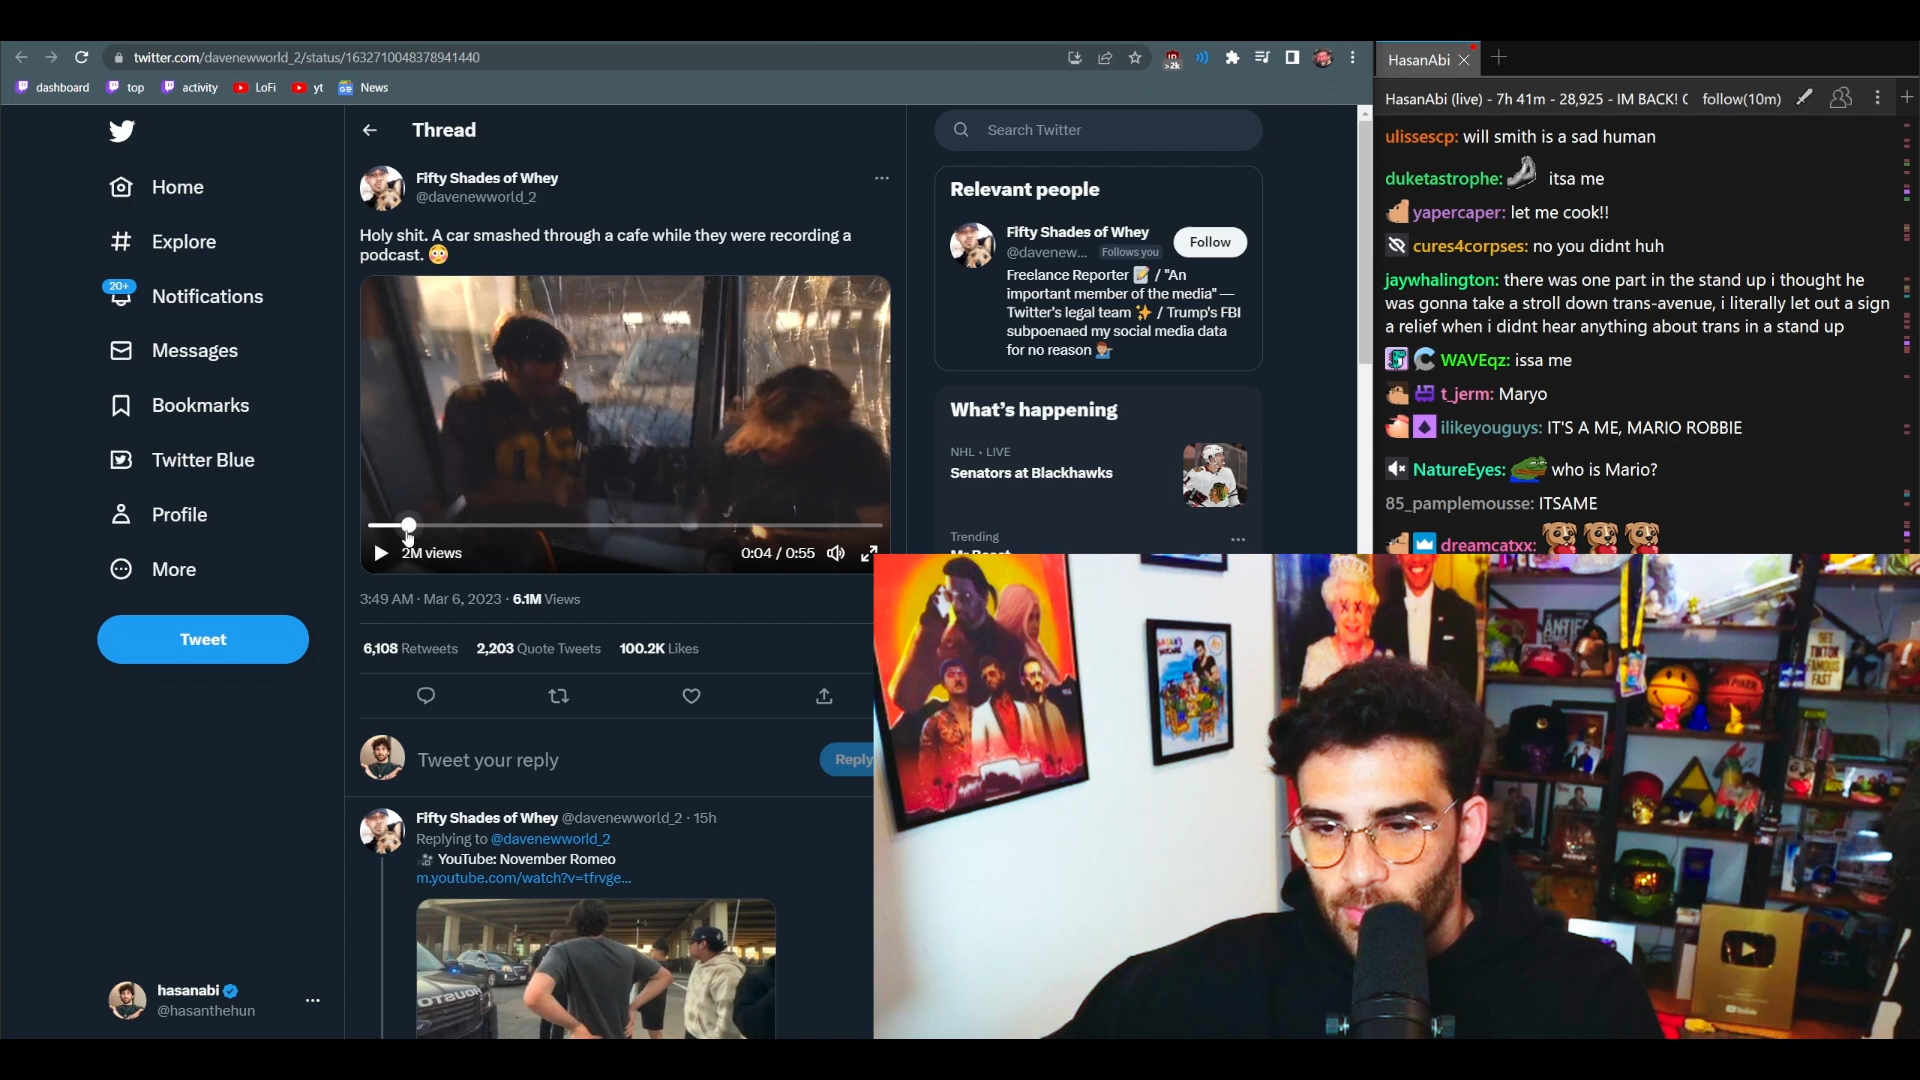 twitter.com/davenewworld_2/status/1632710048378941440
>2k
dashboard
top
activity
LoFi
yt
News
Home
Explore
20+
Notifications
Messages
Bookmarks
Twitter Blue
Profile
More
Tweet
hasanabi
@hasanthehun
Thread
Fifty Shades of Whey
@davenewworld_2
Holy shit. A car smashed through a cafe while they were recording a
podcast.
2M views
0:04 / 0:55
3:49 AM · Mar 6, 2023 · 6.1M Views
6,108 Retweets 2,203 Quote Tweets 100.2K Likes
Tweet your reply
Reply
Fifty Shades of Whey @davenewworld_2 · 15h
Replying to @davenewworld_2
YouTube: November Romeo
m.youtube.com/watch?v=tfrvge...
HOUSTON
Search Twitter
Relevant people
Fifty Shades of Whey
@davenew... Follows you
Follow
Freelance Reporter / "An
important member of the media" —
Twitter's legal team / Trump's FBI
subpoenaed my social media data
for no reason
What's happening
NHL · LIVE
Senators at Blackhawks
Trending
HasanAbi
HasanAbi (live) - 7h 41m - 28,925 - IM BACK! C
follow(10m)
ulissescp: will smith is a sad human
duketastrophe: itsa me
yapercaper: let me cook!!
cures4corpses: no you didnt huh
jaywhalington: there was one part in the stand up i thought he
was gonna take a stroll down trans-avenue, i literally let out a sign
a relief when i didnt hear anything about trans in a stand up
WAVEqz: issa me
t_jerm: Maryo
ilikeyouguys: IT'S A ME, MARIO ROBBIE
NatureEyes: who is Mario?
85_pamplemousse: ITSAME
dreamcatxx:
ANTIFA
TIKTOK
FAMOUS
FAST